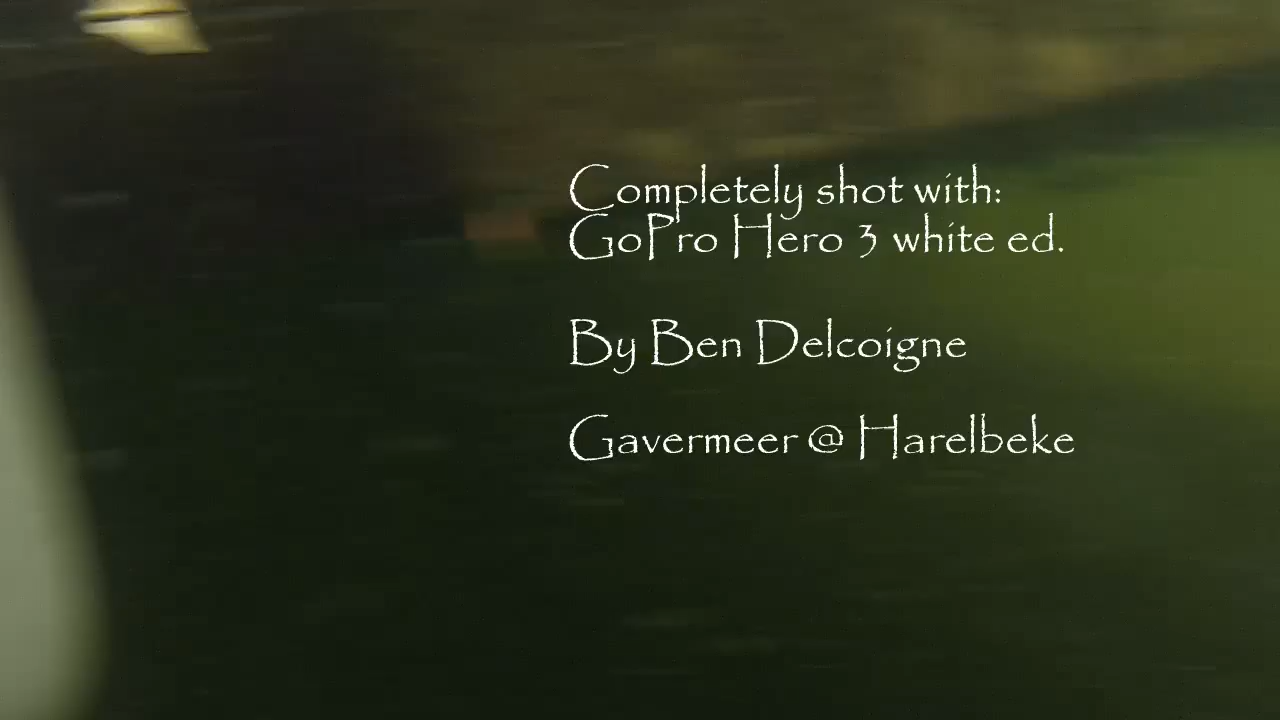 Completely shot with:
GoPro Hero 3 white ed.
By Ben Delcoigne
Gavermeer @ Harelbeke